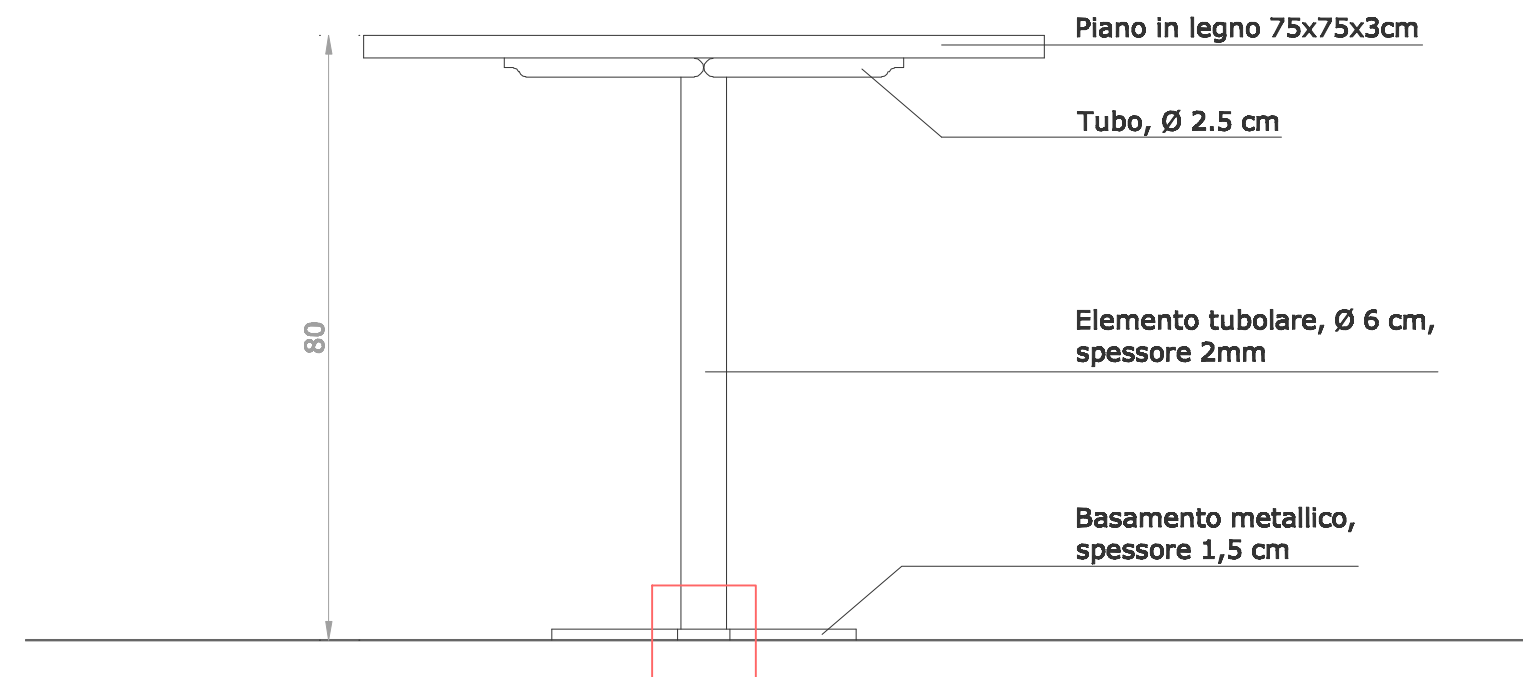 Piano in legno 75x75x3cm
Tubo, Ø 2.5 cm
80
Elemento tubolare, Ø 6 cm,
spessore 2mm
Basamento metallico,
spessore 1,5 cm